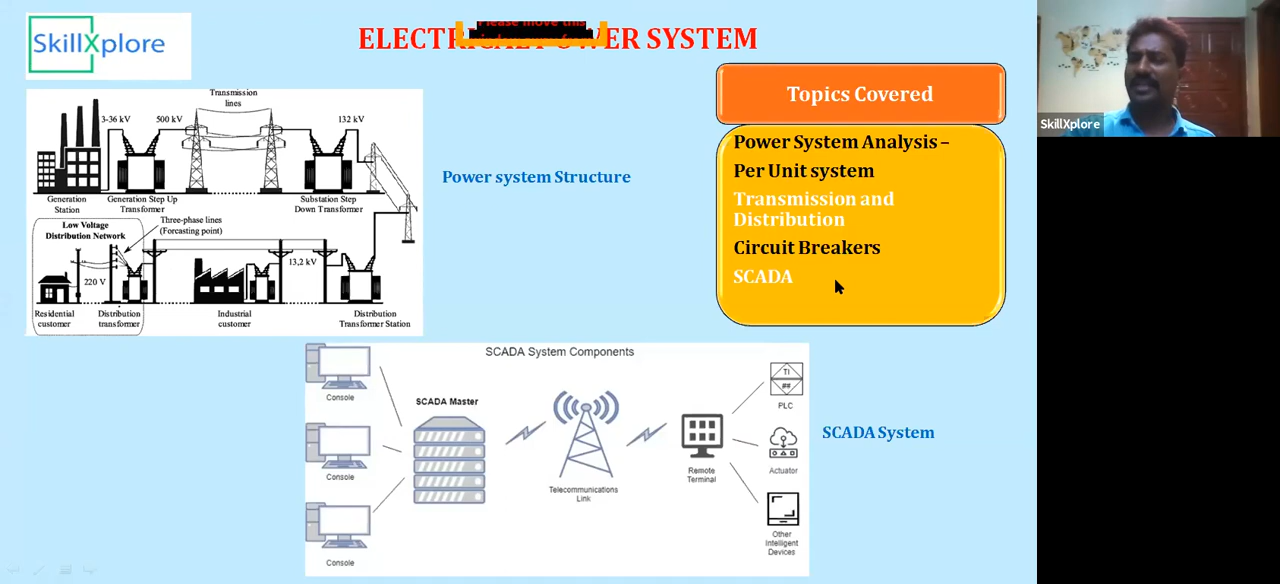 SkillXplore
Please move this
ELECTRICAL POWER SYSTEM
Topics Covered
Power System Analysis –
Per Unit system
Transmission and
Distribution
Circuit Breakers
SCADA
SkillXplore
Transmission
lines
3-36 kV
500 kV
132 kV
Generation
Station
Generation Step Up
Transformer
Substation Step
Down Transformer
Low Voltage
Distribution Network
Three-phase lines
(Forcasting point)
220 V
13,2 kV
Residential
customer
Distribution
transformer
Industrial
customer
Distribution
Transformer Station
Power system Structure
SCADA System Components
Console
Console
Console
SCADA Master
Telecommunications
Link
Remote
Terminal
TI
##
PLC
Actuator
Other
Intelligent
Devices
SCADA System